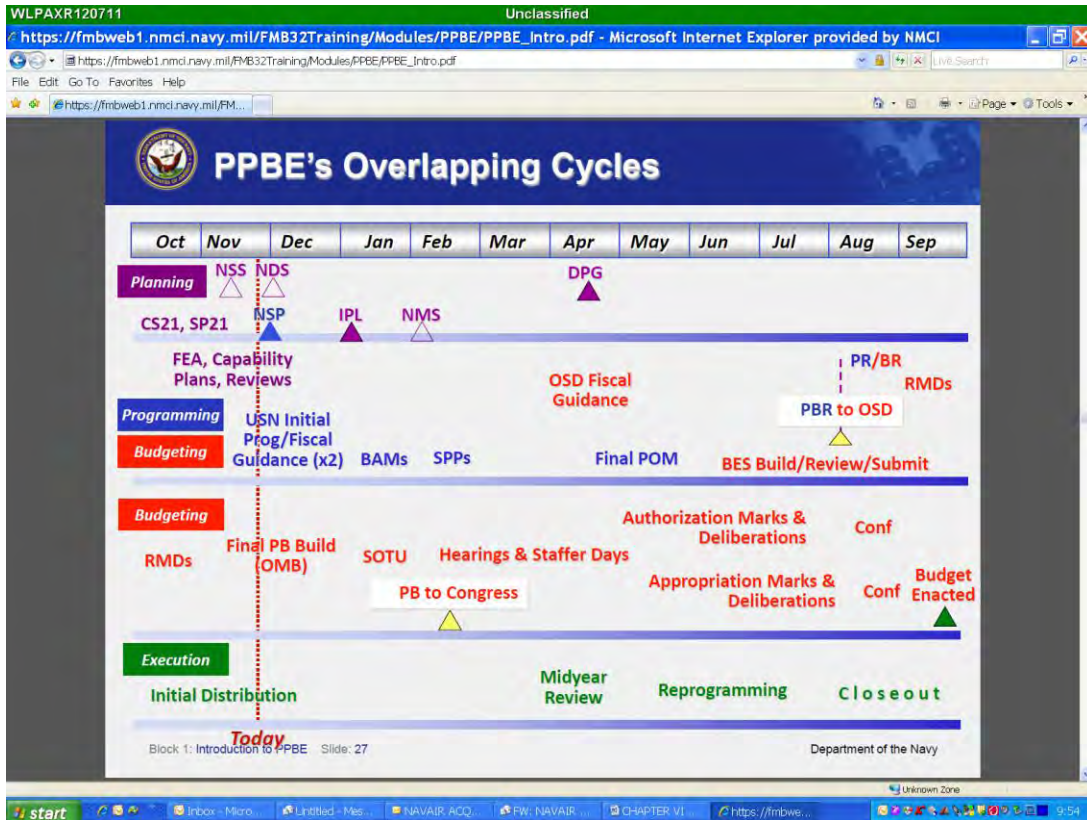 WLPAXR120711
Unclassified
https://fmbweb1.nmci.navy.mil/FMB32Training/Modules/PPBE/PPBE_Intro.pdf - Microsoft Internet Explorer provided by NMCI
https://fmbweb1.nmci.navy.mil/FMB32Training/Modules/PPBE/PPBE_Intro.pdf
Live Search
File Edit Go To Favorites Help
https://fmbweb1.nmci.navy.mil/FM...
Page Tools
PPBE's Overlapping Cycles
Oct Nov Dec Jan Feb Mar Apr May Jun Jul Aug Sep
Planning
NSS NDS
DPG
CS21, SP21
NSP
IPL
NMS
FEA, Capability
Plans, Reviews
OSD Fiscal
Guidance
PR/BR
RMDs
Programming
Budgeting
USN Initial
Prog/Fiscal
Guidance (x2)
BAMs
SPPs
Final POM
PBR to OSD
BES Build/Review/Submit
Budgeting
RMDs
Final PB Build
(OMB)
SOTU
Hearings & Staffer Days
PB to Congress
Authorization Marks &
Deliberations
Conf
Appropriation Marks &
Deliberations
Conf
Budget
Enacted
Execution
Initial Distribution
Midyear
Review
Reprogramming
Closeout
Today
Block 1: Introduction to PPBE Slide: 27
Department of the Navy
Unknown Zone
start
Inbox - Micro...
Untitled - Mes...
NAVAIR ACQ...
FW: NAVAIR ...
CHAPTER VI...
https://fmbwe...
9:54